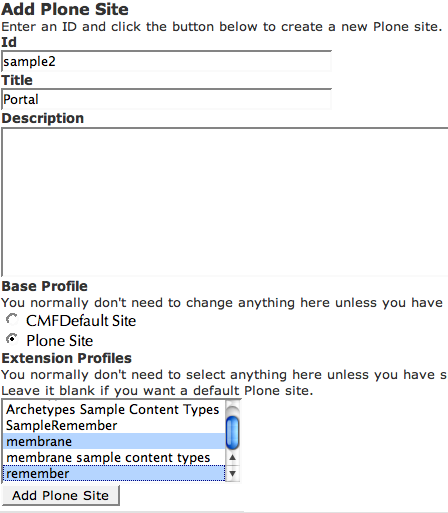 Add Plone Site
Enter an ID and click the button below to create a new Plone site.
Id
sample2
Title
Portal
Description
Base Profile
You normally don't need to change anything here unless you have
CMFDefault Site
Plone Site
Extension Profiles
You normally don't need to select anything here unless you have s
Leave it blank if you want a default Plone site.
Archetypes Sample Content Types
SampleRemember
membrane
membrane sample content types
remember
Add Plone Site